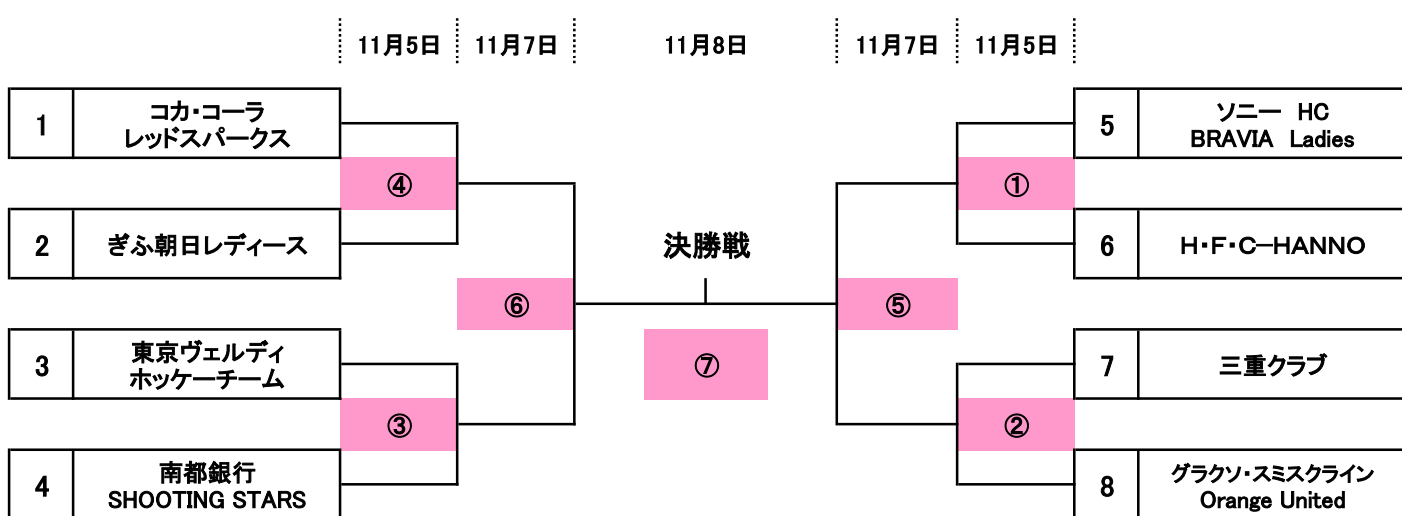 11月5日 11月7日 11月8日 11月7日 11月5日
1 コカ・コーラ
レッドスパークス
④
2 ぎふ朝日レディース
⑥
3 東京ヴェルディ
ホッケーチーム
③
4 南都銀行
SHOOTING STARS
決勝戦
⑦
5 ソニー HC
BRAVIA Ladies
①
6 H・F・C－HANNO
⑤
7 三重クラブ
②
8 グラクソ・スミスクライン
Orange United